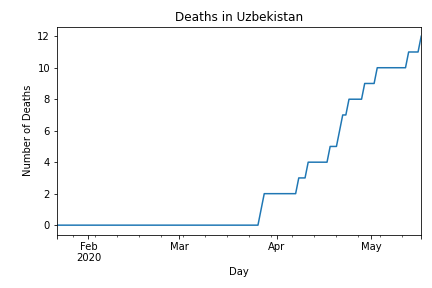 Deaths in Uzbekistan
Number of Deaths
12
10
8
6
4
2
0
Feb
2020
Mar
Apr
May
Day